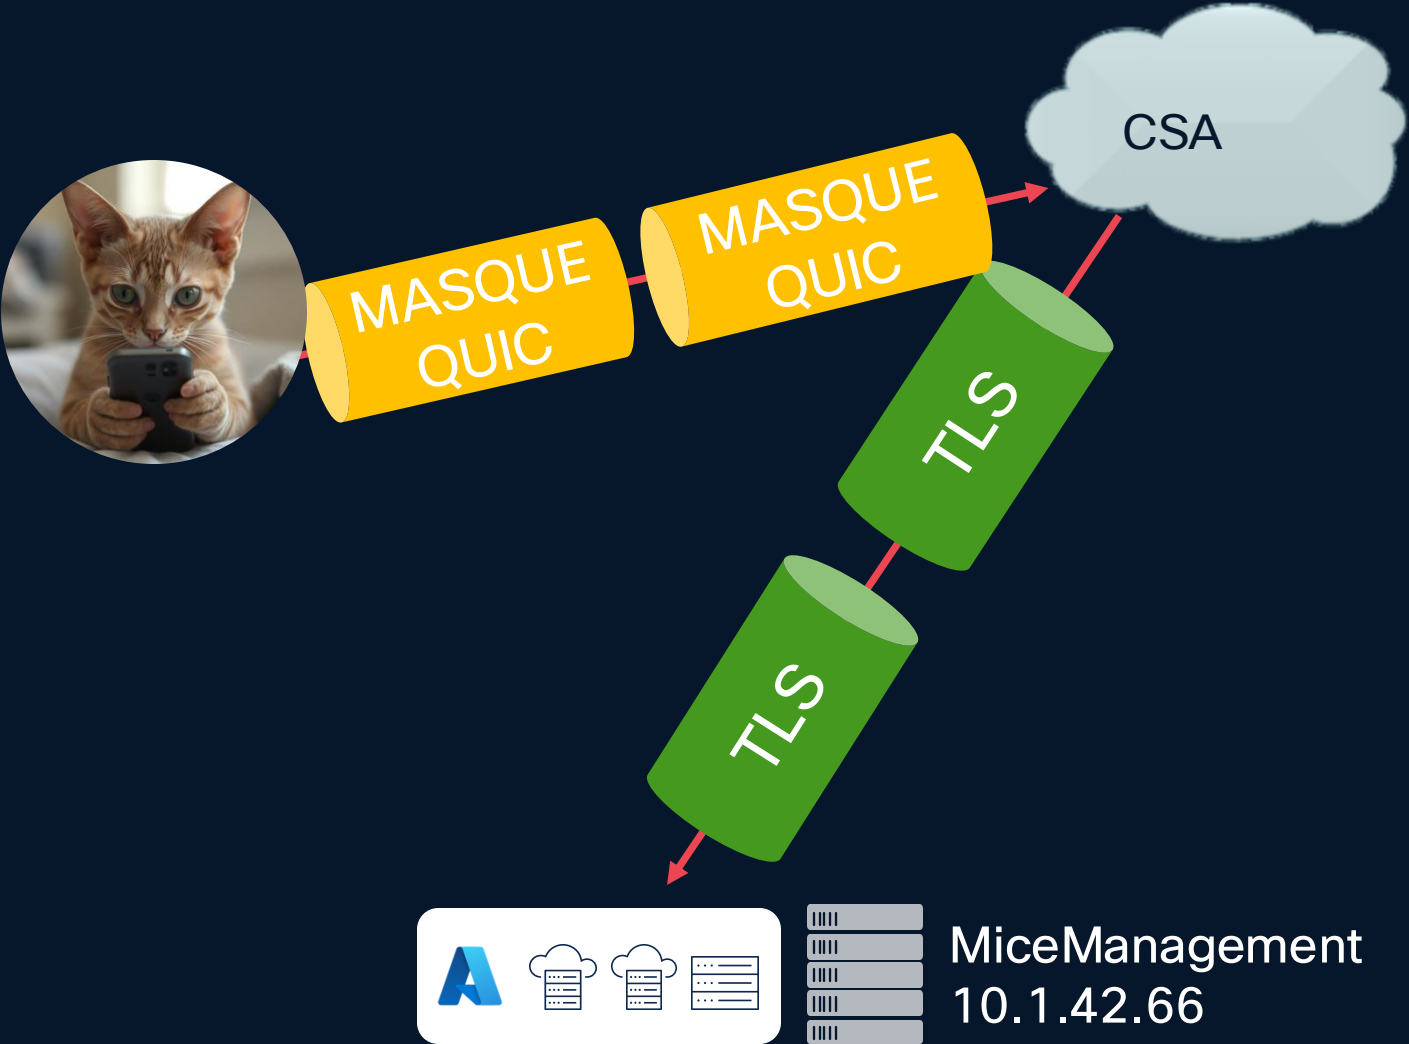 CSA
MASQUE
QUIC
MASQUE
QUIC
TLS
TLS
MiceManagement
10.1.42.66